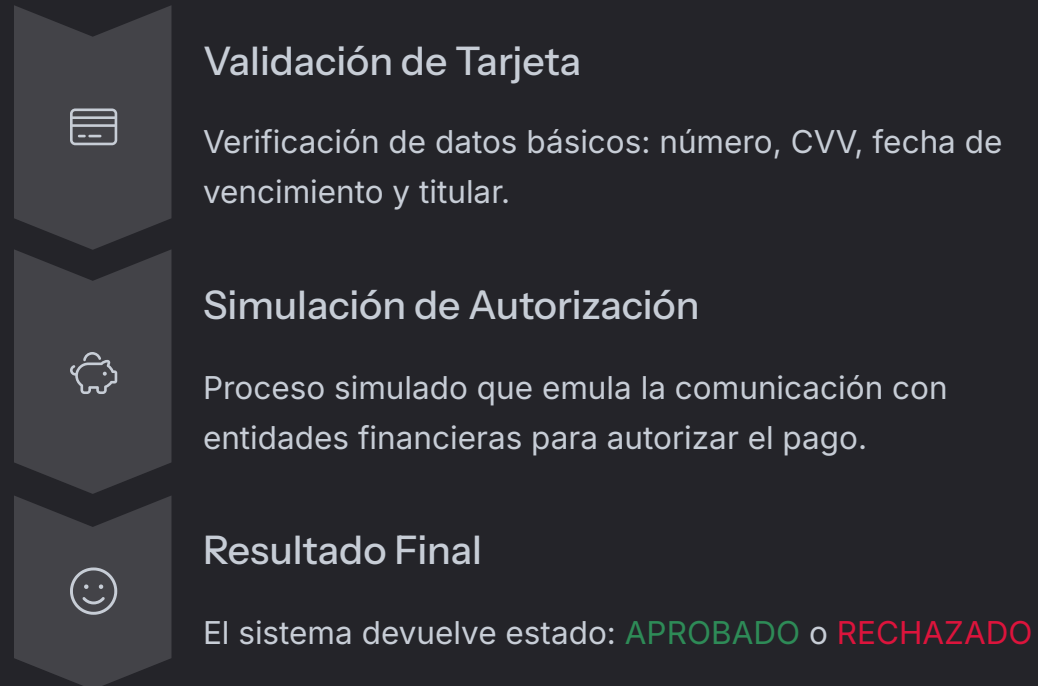 Validación de Tarjeta
Verificación de datos básicos: número, CVV, fecha de
vencimiento y titular.
Simulación de Autorización
Proceso simulado que emula la comunicación con
entidades financieras para autorizar el pago.
Resultado Final
El sistema devuelve estado: APROBADO o RECHAZADO